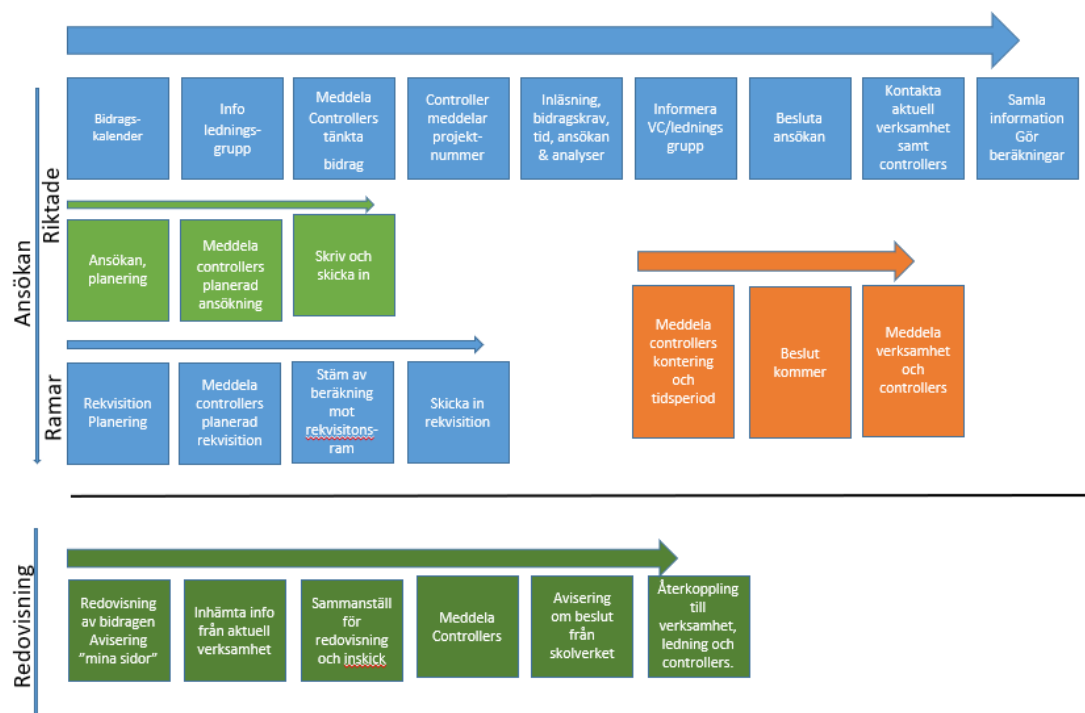 Ansökan
Riktade
Bidrags-
kalender
Info
lednings-
grupp
Meddela
Controllers
tänkta
bidrag
Controller
meddelar
projekt-
nummer
Inläsning,
bidragskrav,
tid, ansökan
& analyser
Informera
VC/lednings
grupp
Besluta
ansökan
Kontakta
aktuell
verksamhet
samt
controllers
Samla
information
Gör
beräkningar
Ansökan,
planering
Meddela
controllers
planerad
ansökning
Skriv och
skicka in
Meddela
controllers
kontering
och
tidsperiod
Beslut
kommer
Meddela
verksamhet
och
controllers
Ramar
Rekvisition
Planering
Meddela
controllers
planerad
rekvisition
Stäm av
beräkning
mot
rekvisitons-
ram
Skicka in
rekvisition
Redovisning
Redovisning
av bidragen
Avisering
”mina sidor”
Inhämta info
från aktuell
verksamhet
Sammanställ
för
redovisning
och inskick
Meddela
Controllers
Avisering
om beslut
från
skolverket
Återkoppling
till
verksamhet,
ledning och
controllers.